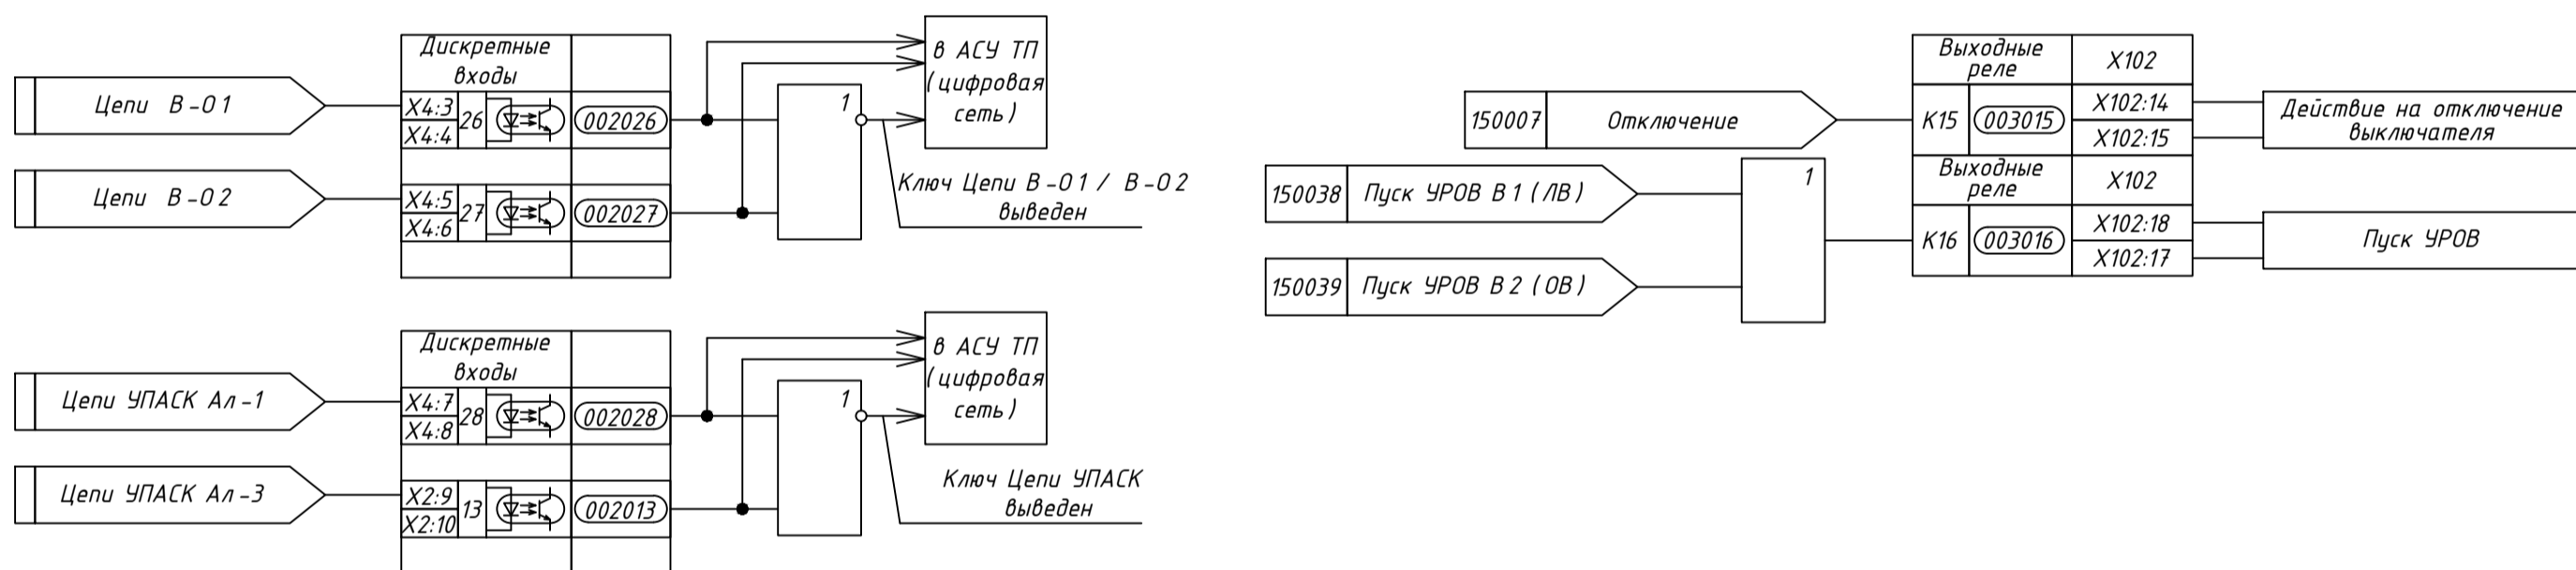 Дискретные
входы
в АСУ ТП
(цифровая
сеть)
Цепи В-01
X4:3
X4:4
26
002026
1
Цепи В-02
X4:5
X4:6
27
002027
Ключ Цепи В-01 / В-02
выведен
Дискретные
входы
в АСУ ТП
(цифровая
сеть)
Цепи УПАСК Ал-1
X4:7
X4:8
28
002028
1
Цепи УПАСК Ал-3
X2:9
X2:10
13
002013
Ключ Цепи УПАСК
выведен
Выходные
реле
X102
150007
Отключение
K15
003015
X102:14
X102:15
Действие на отключение
выключателя
150038
Пуск УРОВ В1 (ЛВ)
1
Выходные
реле
X102
K16
003016
X102:18
X102:17
Пуск УРОВ
150039
Пуск УРОВ В2 (ОВ)